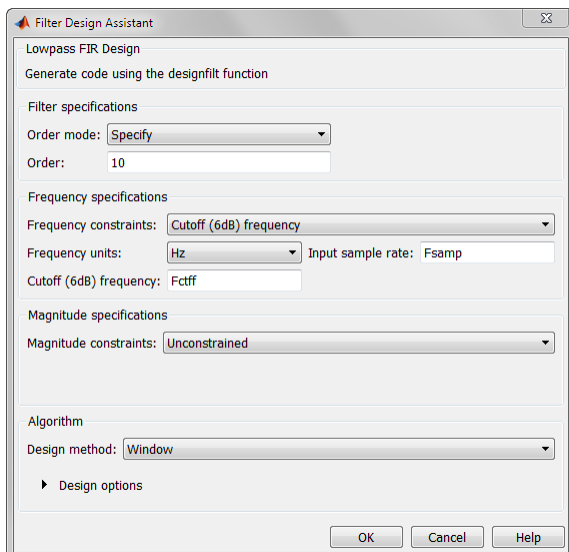 Filter Design Assistant
Lowpass FIR Design
Generate code using the designfilt function
Filter specifications
Order mode: Specify
Order: 10
Frequency specifications
Frequency constraints: Cutoff (6dB) frequency
Frequency units: Hz Input sample rate: Fsamp
Cutoff (6dB) frequency: Fctff
Magnitude specifications
Magnitude constraints: Unconstrained
Algorithm
Design method: Window
Design options
OK Cancel Help